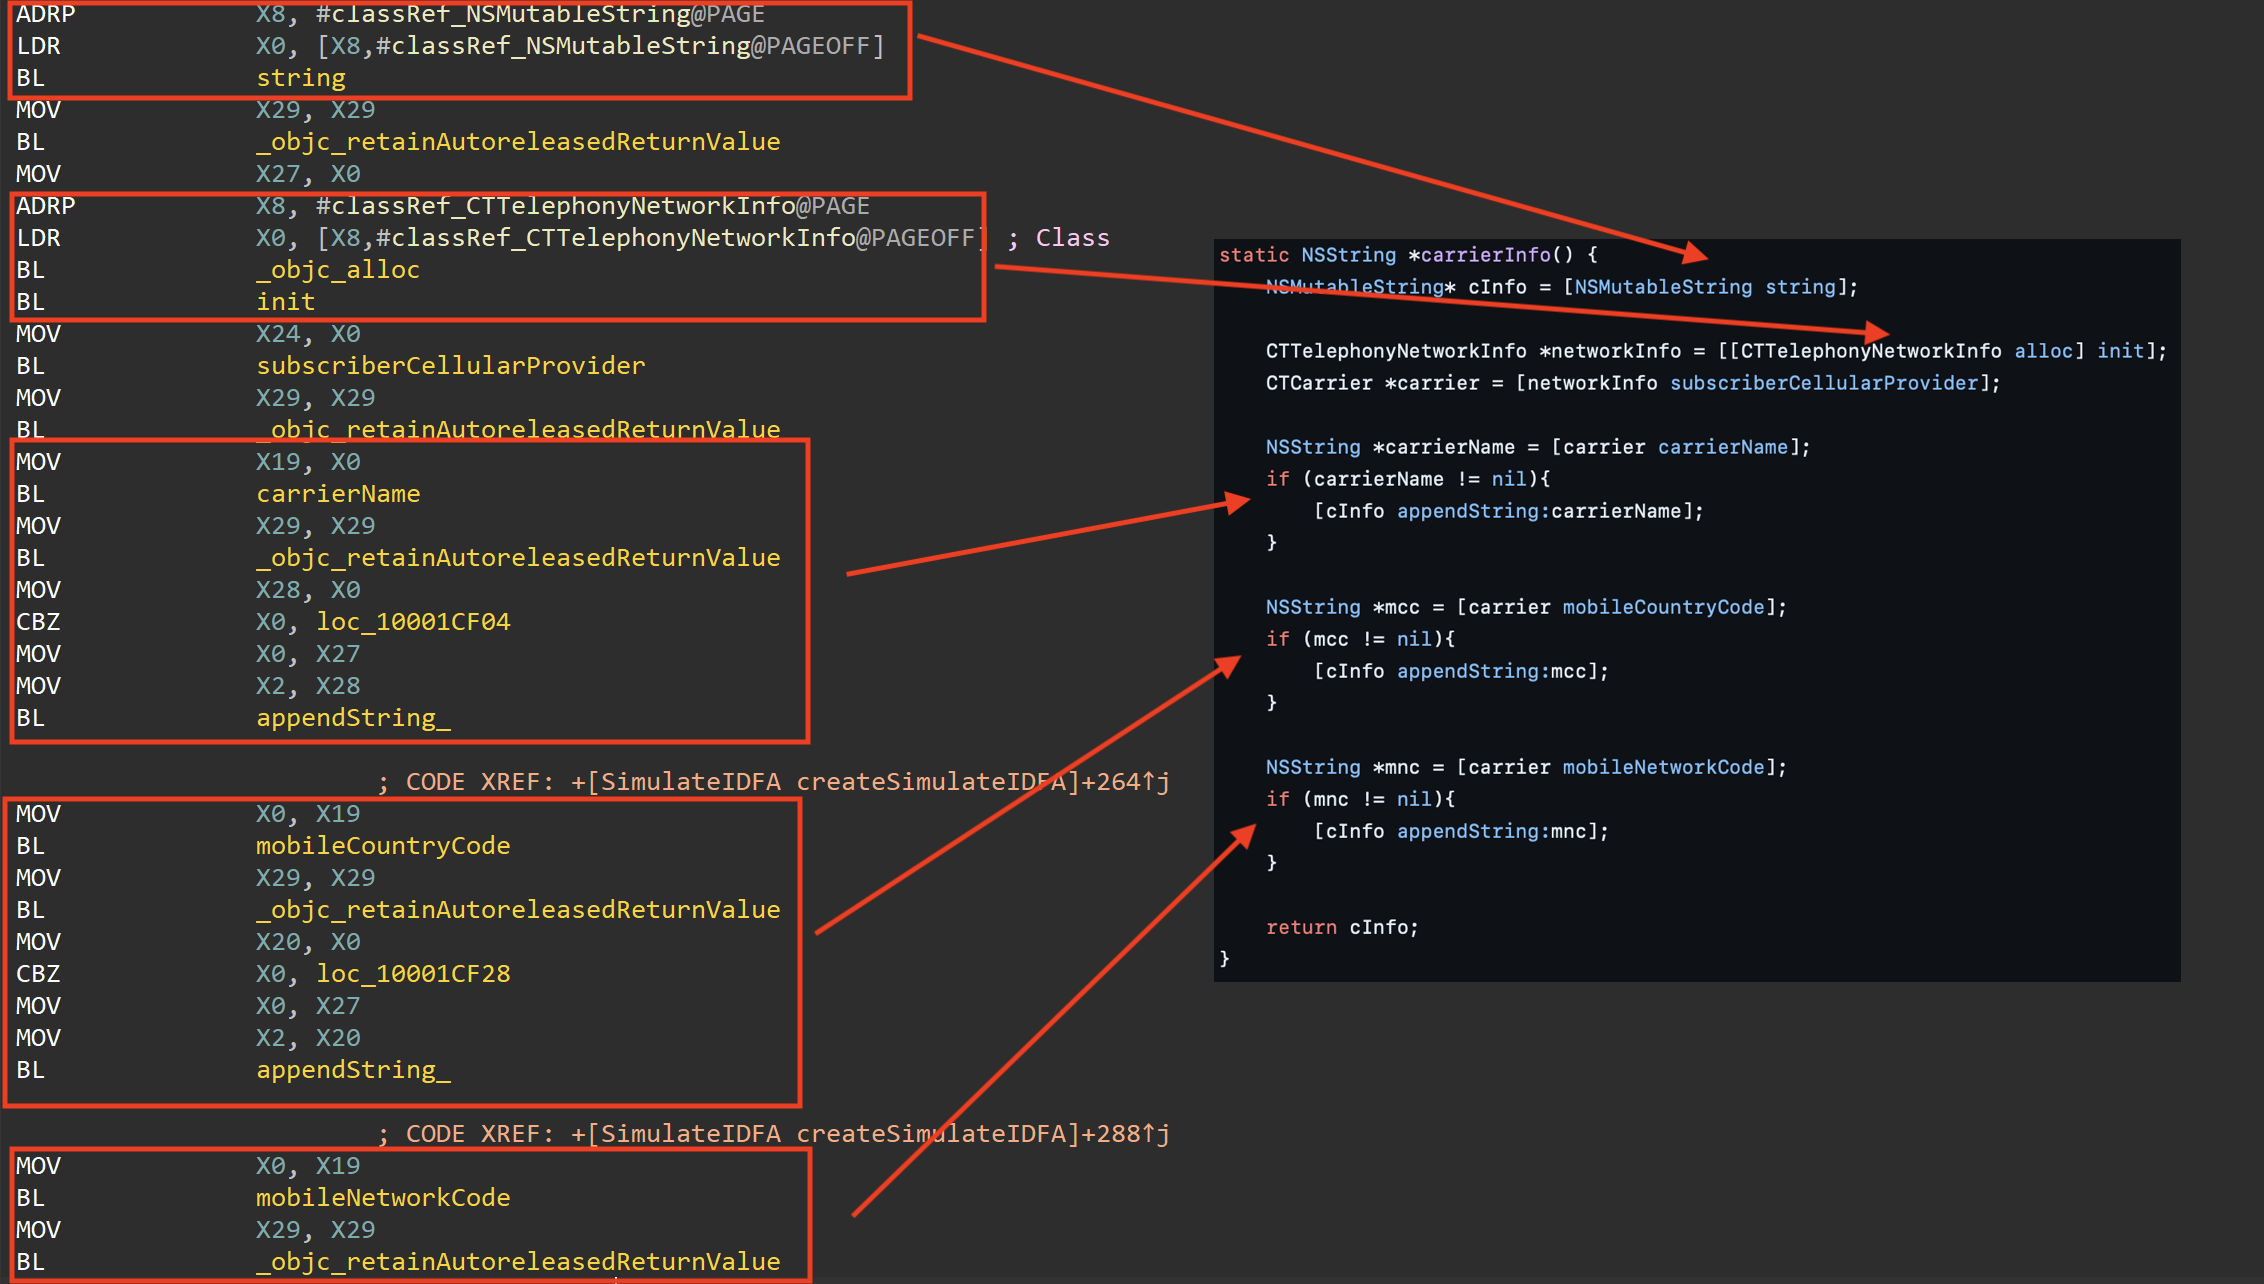 ADRP X8, #classRef_NSMutableString@PAGE
LDR X0, [X8,#classRef_NSMutableString@PAGEOFF]
BL string
MOV X29, X29
BL _objc_retainAutoreleasedReturnValue
MOV X27, X0
ADRP X8, #classRef_CTTelephonyNetworkInfo@PAGE
LDR X0, [X8,#classRef_CTTelephonyNetworkInfo@PAGEOFF] ; Class
BL _objc_alloc
BL init
MOV X24, X0
BL subscriberCellularProvider
MOV X29, X29
BL _objc_retainAutoreleasedReturnValue
MOV X19, X0
BL carrierName
MOV X29, X29
BL _objc_retainAutoreleasedReturnValue
MOV X28, X0
CBZ X0, loc_10001CF04
MOV X0, X27
MOV X2, X28
BL appendString_
; CODE XREF: +[SimulateIDFA createSimulateIDFA]+264↑j
MOV X0, X19
BL mobileCountryCode
MOV X29, X29
BL _objc_retainAutoreleasedReturnValue
MOV X20, X0
CBZ X0, loc_10001CF28
MOV X0, X27
MOV X2, X20
BL appendString_
; CODE XREF: +[SimulateIDFA createSimulateIDFA]+288↑j
MOV X0, X19
BL mobileNetworkCode
MOV X29, X29
BL _objc_retainAutoreleasedReturnValue
static NSString *carrierInfo() {
NSMutableString* cInfo = [NSMutableString string];
CTTelephonyNetworkInfo *networkInfo = [[CTTelephonyNetworkInfo alloc] init];
CTCarrier *carrier = [networkInfo subscriberCellularProvider];
NSString *carrierName = [carrier carrierName];
if (carrierName != nil){
[cInfo appendString:carrierName];
}
NSString *mcc = [carrier mobileCountryCode];
if (mcc != nil){
[cInfo appendString:mcc];
}
NSString *mnc = [carrier mobileNetworkCode];
if (mnc != nil){
[cInfo appendString:mnc];
}
return cInfo;
}